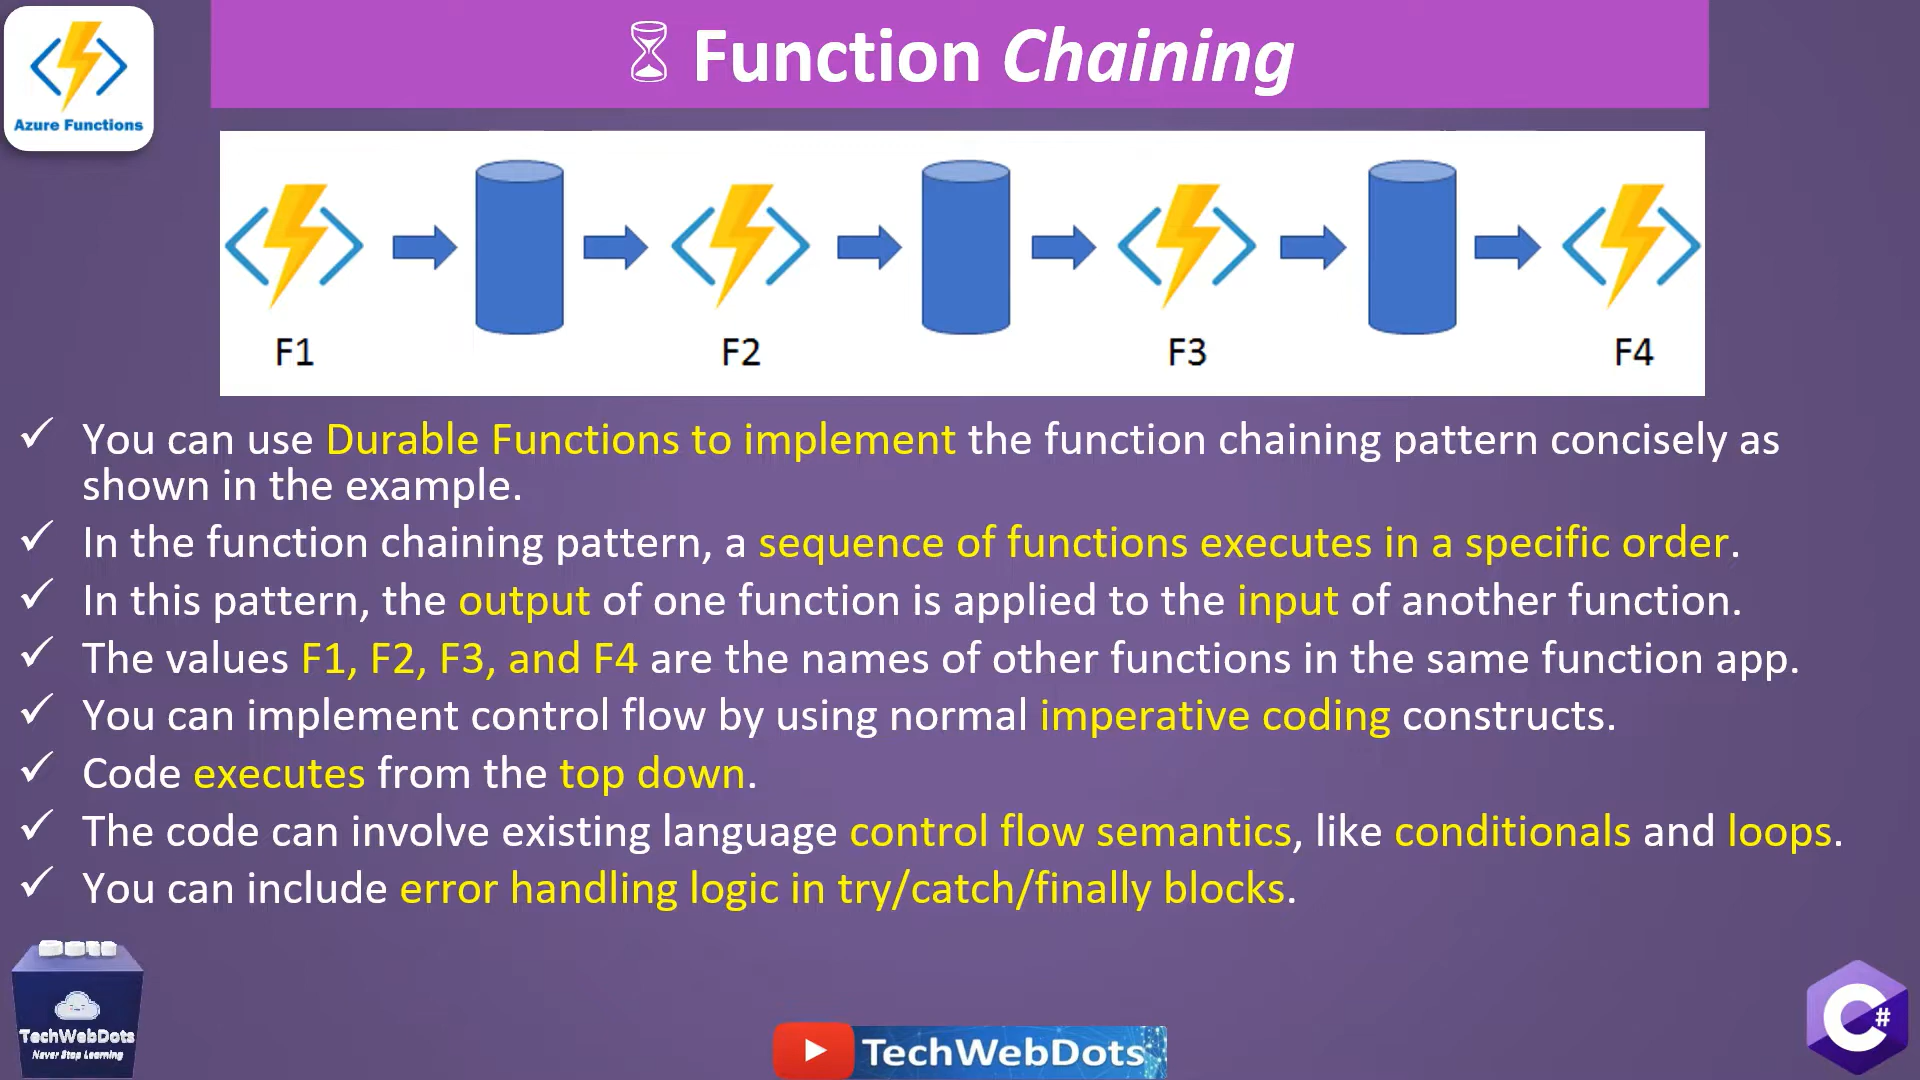 Function Chaining
Azure Functions
F1
F2
F3
F4
✓ You can use Durable Functions to implement the function chaining pattern concisely as
shown in the example.
✓ In the function chaining pattern, a sequence of functions executes in a specific order.
✓ In this pattern, the output of one function is applied to the input of another function.
✓ The values F1, F2, F3, and F4 are the names of other functions in the same function app.
✓ You can implement control flow by using normal imperative coding constructs.
✓ Code executes from the top down.
✓ The code can involve existing language control flow semantics, like conditionals and loops.
✓ You can include error handling logic in try/catch/finally blocks.
TechWebDots
Never Stop Learning
TechWebDots
C#